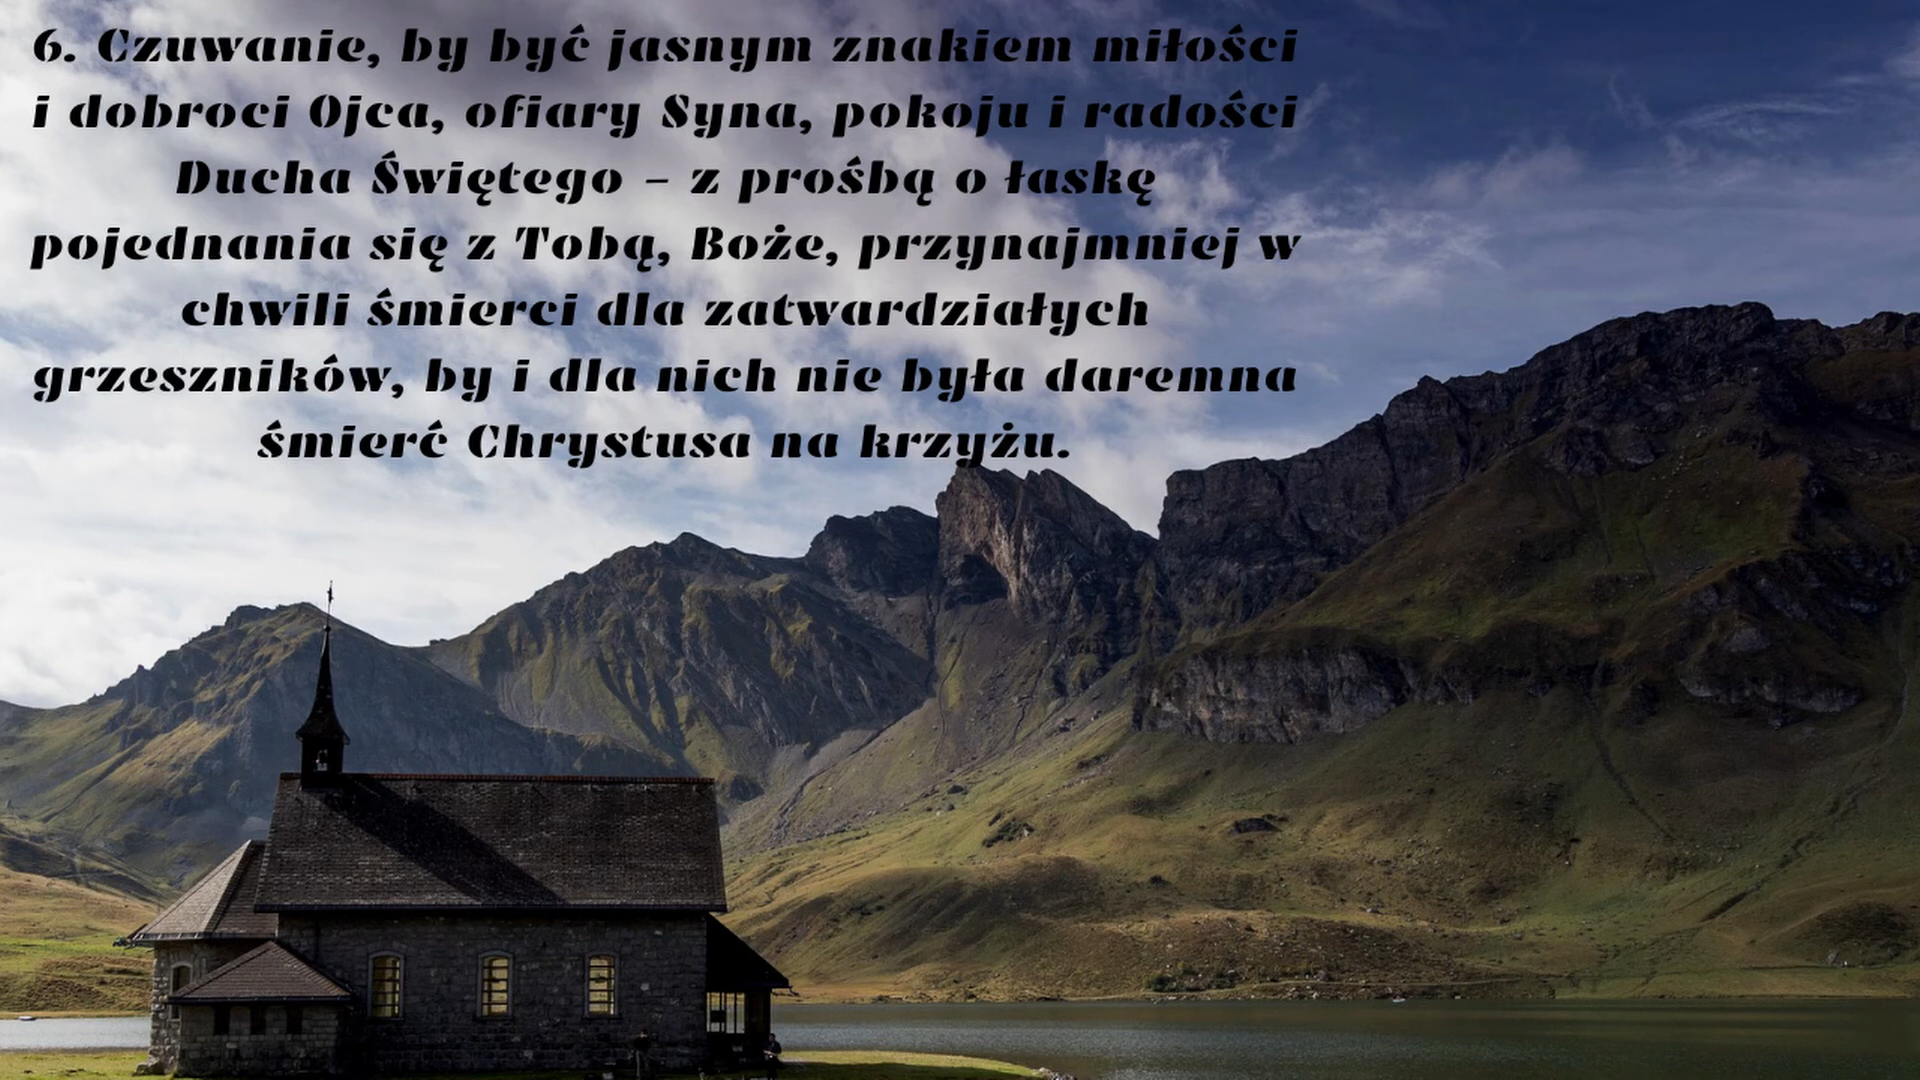 6. Czuwanie, by być jasnym znakiem miłości
i dobroci Ojca, ofiary Syna, pokoju i radości
Ducha Świętego – z prośbą o łaskę
pojednania się z Tobą, Boże, przynajmniej w
chwili śmierci dla zatwardziałych
grzeszników, by i dla nich nie była daremna
śmierć Chrystusa na krzyżu.